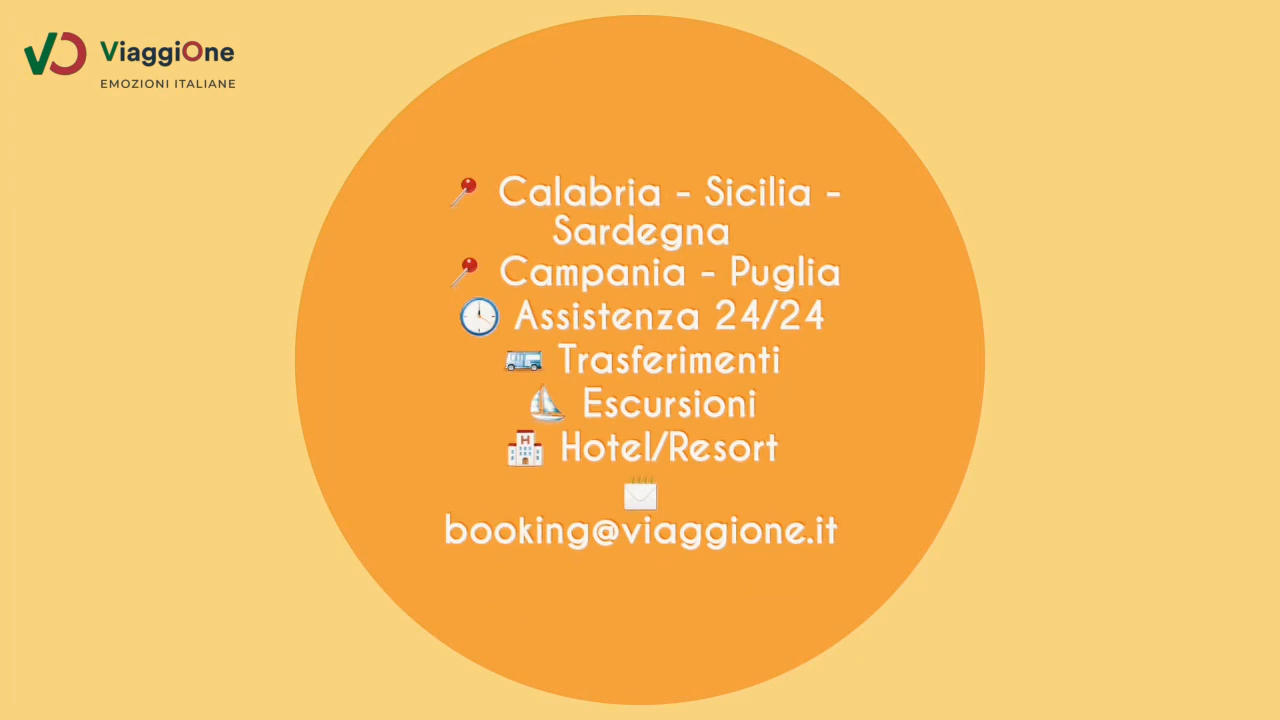 ViaggiOne
EMOZIONI ITALIANE
📍 Calabria - Sicilia -
Sardegna
📍 Campania - Puglia
🕛 Assistenza 24/24
🚐 Trasferimenti
⛵ Escursioni
🏨 Hotel/Resort
📨
booking@viaggione.it